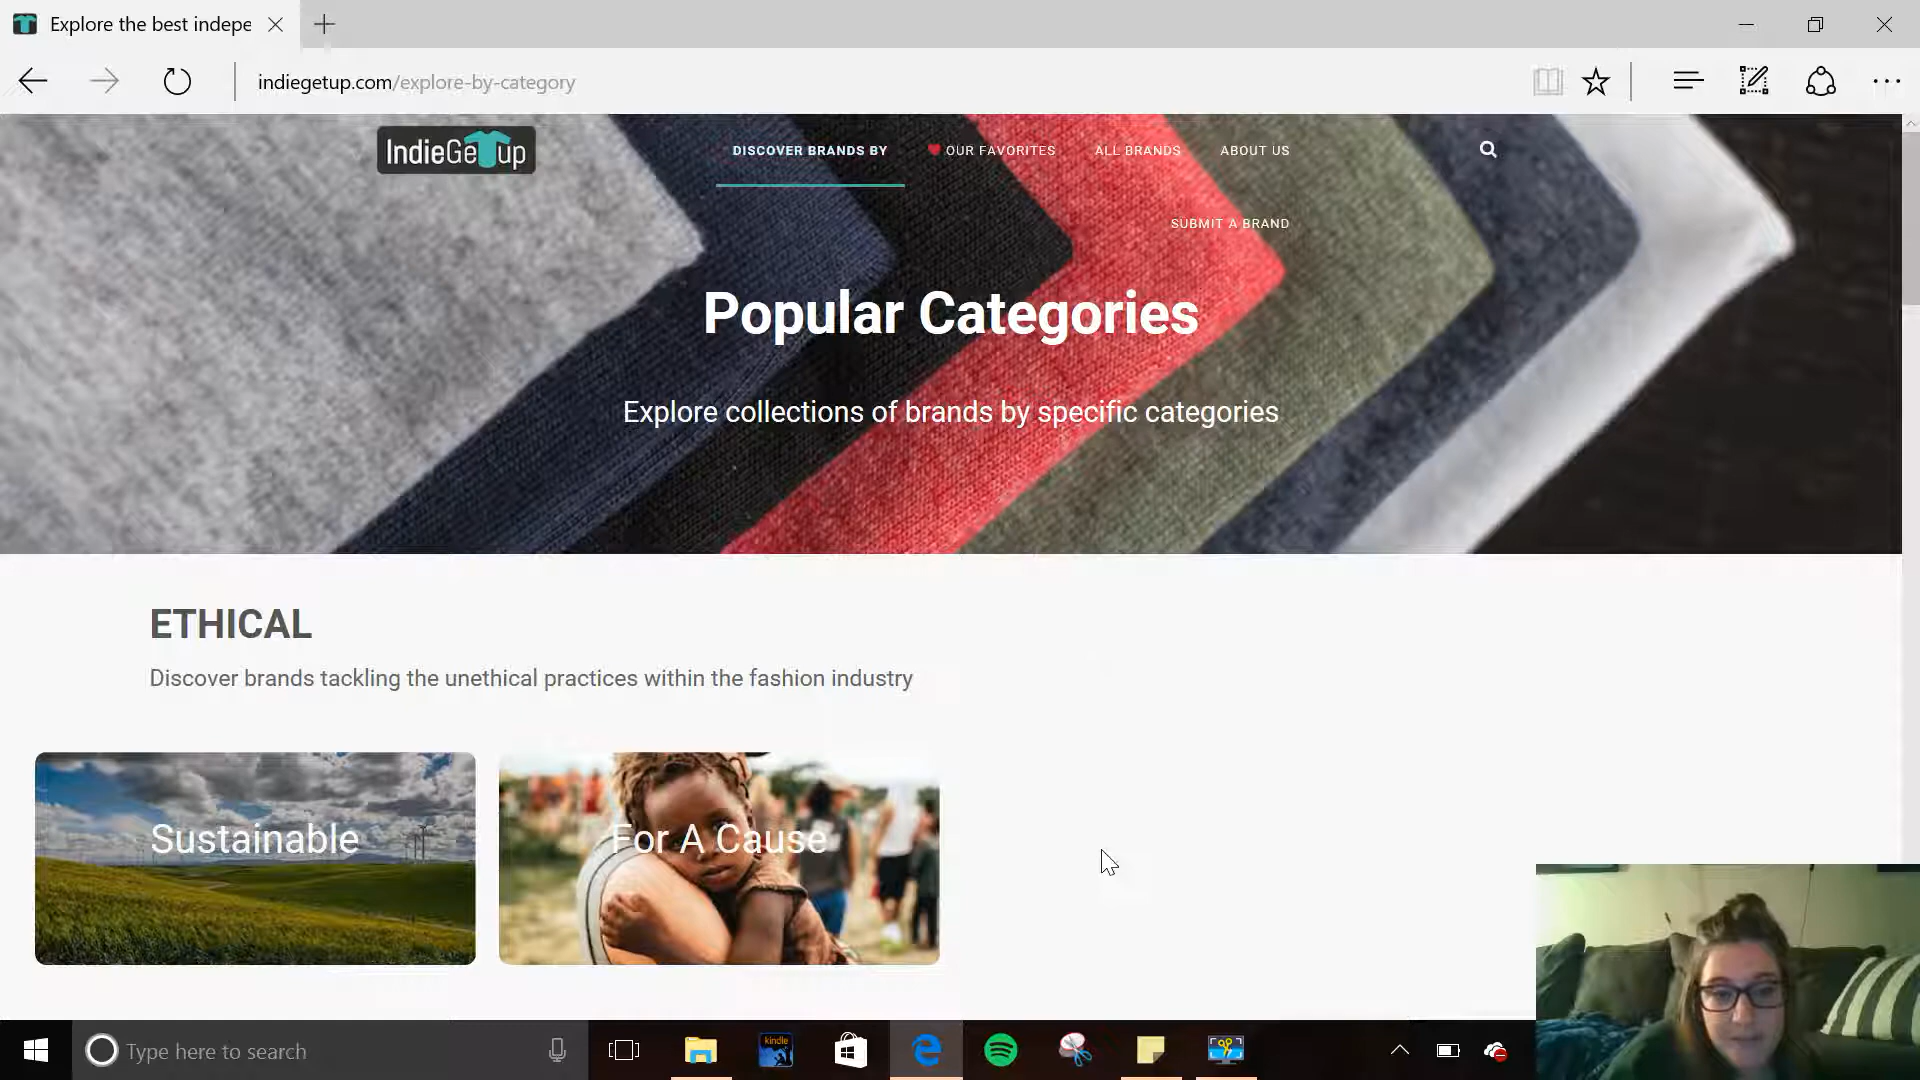 Explore the best indepe
indiegetup.com/explore-by-category
IndieGetup
DISCOVER BRANDS BY
OUR FAVORITES
ALL BRANDS
ABOUT US
SUBMIT A BRAND
Popular Categories
Explore collections of brands by specific categories
ETHICAL
Discover brands tackling the unethical practices within the fashion industry
Sustainable
For A Cause
Type here to search
kindle